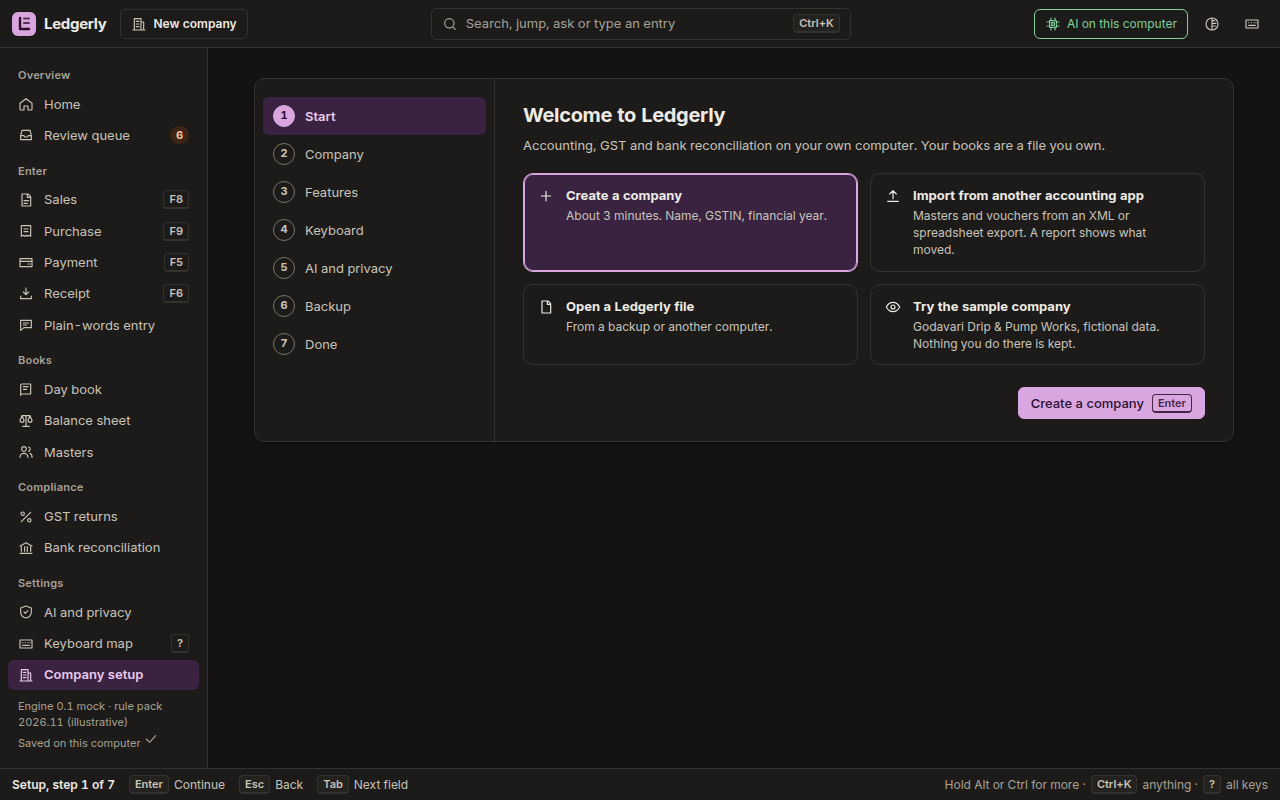 Ledgerly
New company
Search, jump, ask or type an entry
Ctrl+K
AI on this computer
Overview
Home
Review queue
6
Enter
Sales
F8
Purchase
F9
Payment
F5
Receipt
F6
Plain-words entry
Books
Day book
Balance sheet
Masters
Compliance
GST returns
Bank reconciliation
Settings
AI and privacy
Keyboard map
?
Company setup
Engine 0.1 mock · rule pack
2026.11 (illustrative)
Saved on this computer
1 Start
2 Company
3 Features
4 Keyboard
5 AI and privacy
6 Backup
7 Done
Welcome to Ledgerly
Accounting, GST and bank reconciliation on your own computer. Your books are a file you own.
Create a company
About 3 minutes. Name, GSTIN, financial year.
Import from another accounting app
Masters and vouchers from an XML or
spreadsheet export. A report shows what
moved.
Open a Ledgerly file
From a backup or another computer.
Try the sample company
Godavari Drip & Pump Works, fictional data.
Nothing you do there is kept.
Create a company Enter
Setup, step 1 of 7 Enter Continue Esc Back Tab Next field
Hold Alt or Ctrl for more · Ctrl+K anything · ? all keys